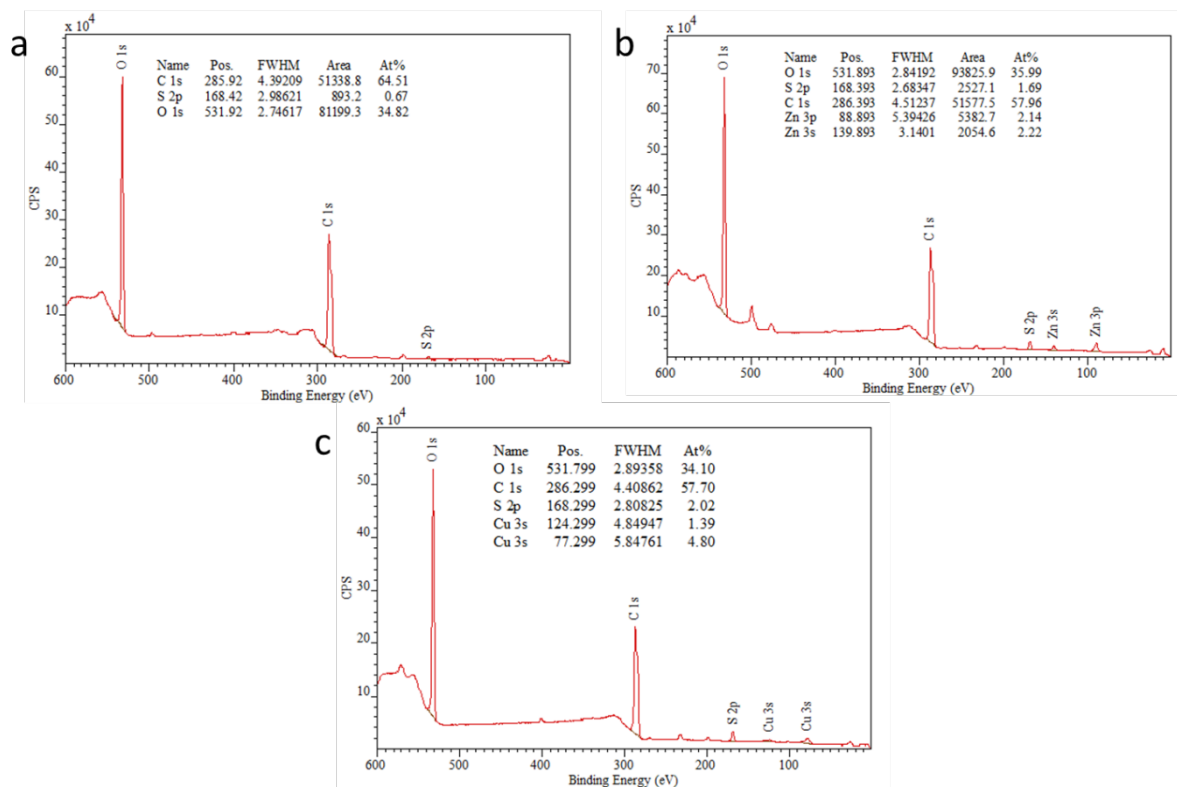 a
x 10⁴
O 1s
Name Pos. FWHM Area At%
C 1s 285.92 4.39209 51338.8 64.51
S 2p 168.42 2.98621 893.2 0.67
O 1s 531.92 2.74617 81199.3 34.82
60
50
40
30
20
10
CPS
C 1s
S 2p
600 500 400 300 200 100
Binding Energy (eV)
b
x 10⁴
O 1s
Name Pos. FWHM Area At%
O 1s 531.893 2.84192 93825.9 35.99
S 2p 168.393 2.68347 2527.1 1.69
C 1s 286.393 4.51237 51577.5 57.96
Zn 3p 88.893 5.39426 5382.7 2.14
Zn 3s 139.893 3.1401 2054.6 2.22
70
60
50
40
30
20
10
CPS
C 1s
S 2p
Zn 3s
Zn 3p
600 500 400 300 200 100
Binding Energy (eV)
c
x 10⁴
O 1s
Name Pos. FWHM At%
O 1s 531.799 2.89358 34.10
C 1s 286.299 4.40862 57.70
S 2p 168.299 2.80825 2.02
Cu 3s 124.299 4.84947 1.39
Cu 3s 77.299 5.84761 4.80
60
50
40
30
20
10
CPS
C 1s
S 2p
Cu 3s
Cu 3s
600 500 400 300 200 100
Binding Energy (eV)